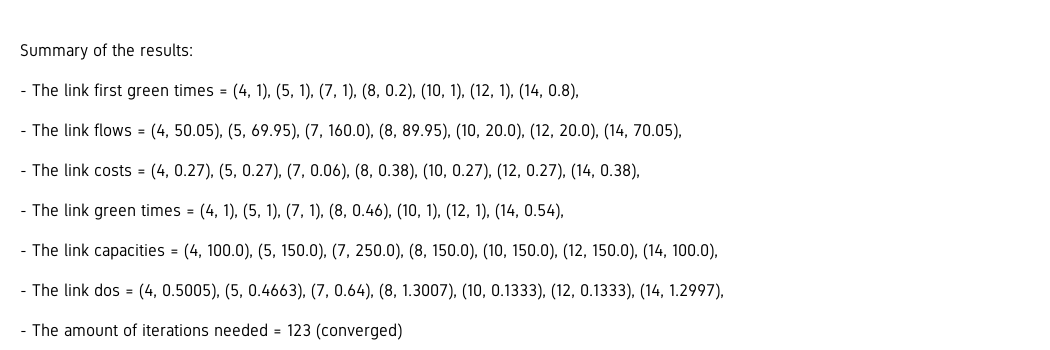 Summary of the results:
- The link first green times = (4, 1), (5, 1), (7, 1), (8, 0.2), (10, 1), (12, 1), (14, 0.8),
- The link flows = (4, 50.05), (5, 69.95), (7, 160.0), (8, 89.95), (10, 20.0), (12, 20.0), (14, 70.05),
- The link costs = (4, 0.27), (5, 0.27), (7, 0.06), (8, 0.38), (10, 0.27), (12, 0.27), (14, 0.38),
- The link green times = (4, 1), (5, 1), (7, 1), (8, 0.46), (10, 1), (12, 1), (14, 0.54),
- The link capacities = (4, 100.0), (5, 150.0), (7, 250.0), (8, 150.0), (10, 150.0), (12, 150.0), (14, 100.0),
- The link dos = (4, 0.5005), (5, 0.4663), (7, 0.64), (8, 1.3007), (10, 0.1333), (12, 0.1333), (14, 1.2997),
- The amount of iterations needed = 123 (converged)